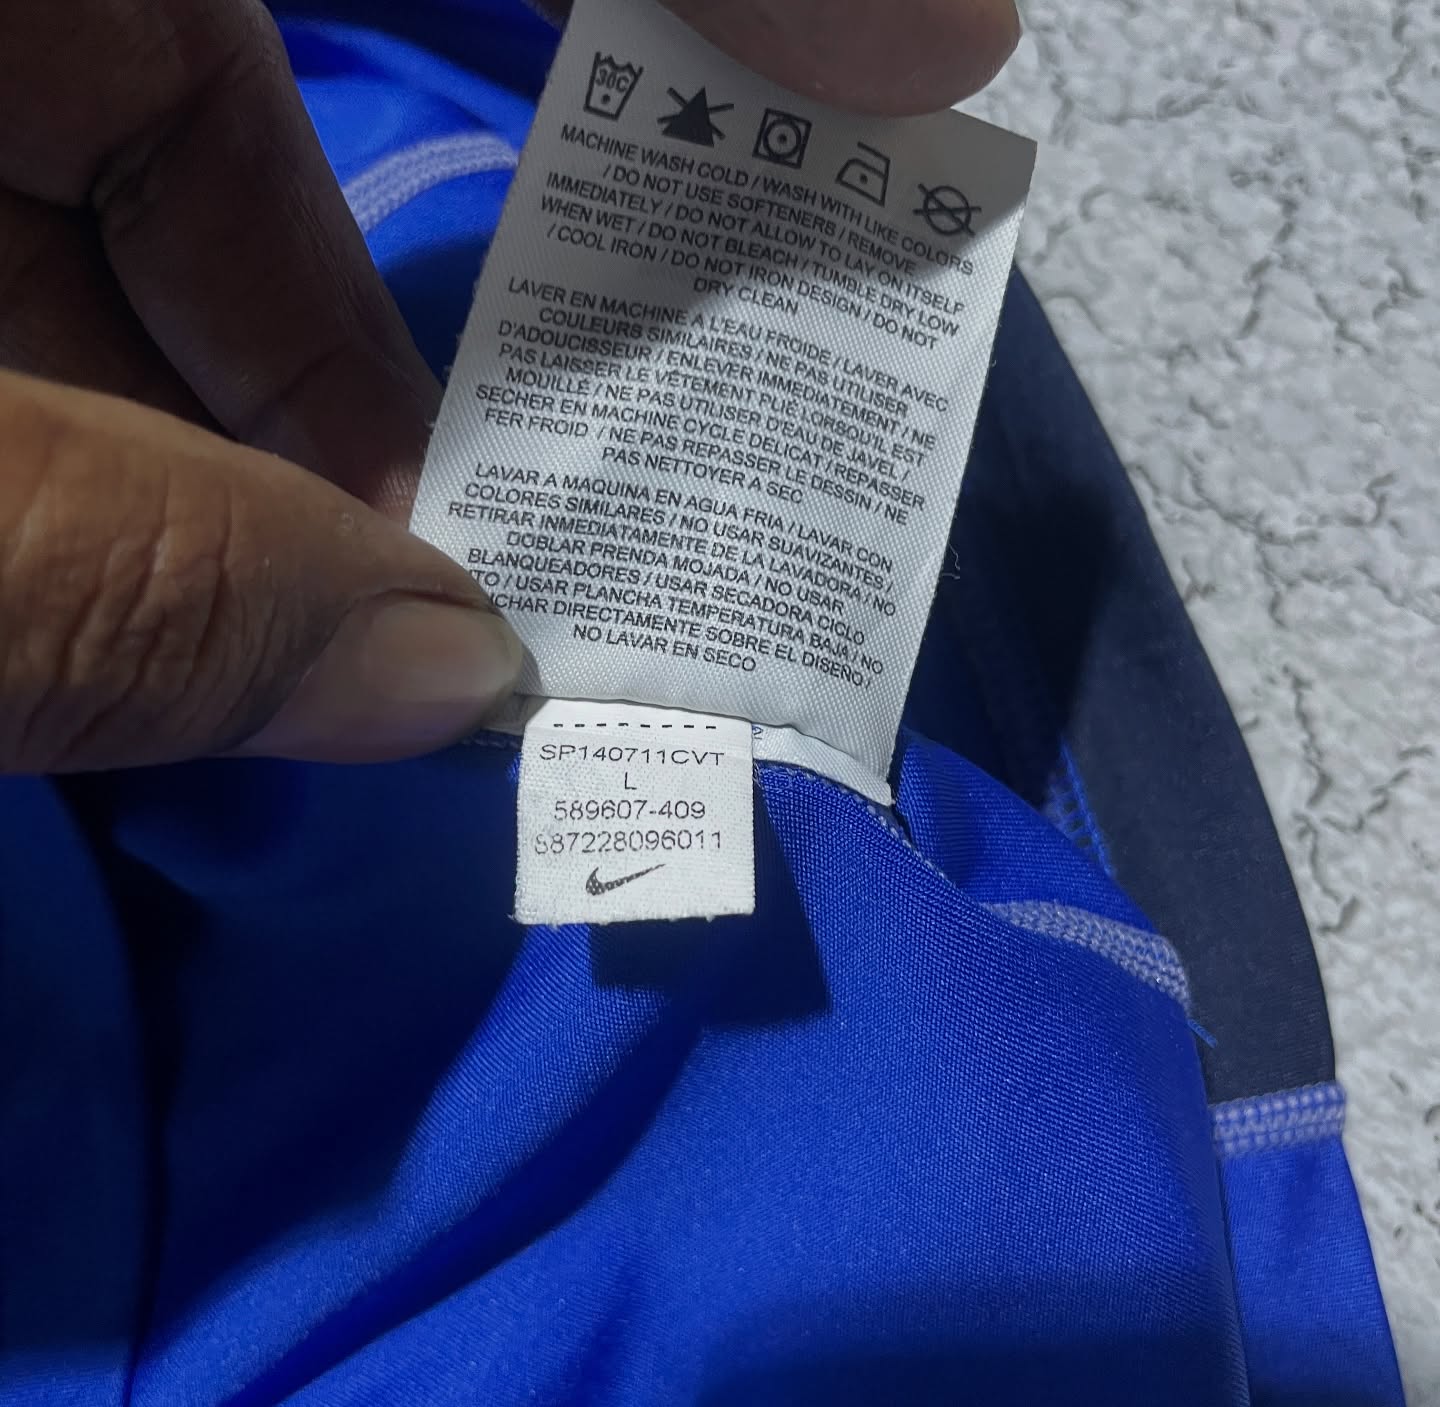 30C
MACHINE WASH COLD / WASH WITH LIKE COLORS
/ DO NOT USE SOFTENERS / REMOVE
IMMEDIATELY / DO NOT ALLOW TO LAY ON ITSELF
WHEN WET / DO NOT BLEACH / TUMBLE DRY LOW
/ COOL IRON / DO NOT IRON DESIGN / DO NOT
DRY CLEAN
LAVER EN MACHINE A L'EAU FROIDE / LAVER AVEC
COULEURS SIMILAIRES / NE PAS UTILISER
D'ADOUCISSEUR / ENLEVER IMMEDIATEMENT / NE
PAS LAISSER LE VÊTEMENT PLIÉ LORSQU'IL EST
MOUILLÉ / NE PAS UTILISER D'EAU DE JAVEL /
SECHER EN MACHINE CYCLE DELICAT / REPASSER
FER FROID / NE PAS REPASSER LE DESSIN / NE
PAS NETTOYER A SEC
LAVAR A MAQUINA EN AGUA FRIA / LAVAR CON
COLORES SIMILARES / NO USAR SUAVIZANTES /
RETIRAR INMEDIATAMENTE DE LA LAVADORA / NO
DOBLAR PRENDA MOJADA / NO USAR
BLANQUEADORES / USAR SECADORA CICLO
TO / USAR PLANCHA TEMPERATURA BAJA / NO
CHAR DIRECTAMENTE SOBRE EL DISEÑO /
NO LAVAR EN SECO
SP140711CVT
L
589607-409
887228096011